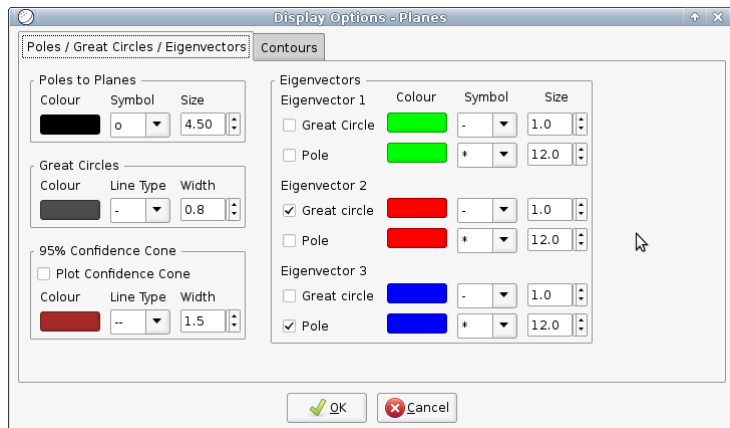 Display Options - Planes
Poles / Great Circles / Eigenvectors
Contours
Poles to Planes
Colour Symbol Size
o 4.50
Great Circles
Colour Line Type Width
- 0.8
95% Confidence Cone
Plot Confidence Cone
Colour Line Type Width
-- 1.5
Eigenvectors
Eigenvector 1 Colour Symbol Size
Great Circle - 1.0
Pole * 12.0
Eigenvector 2
Great circle - 1.0
Pole * 12.0
Eigenvector 3
Great circle - 1.0
Pole * 12.0
OK
Cancel